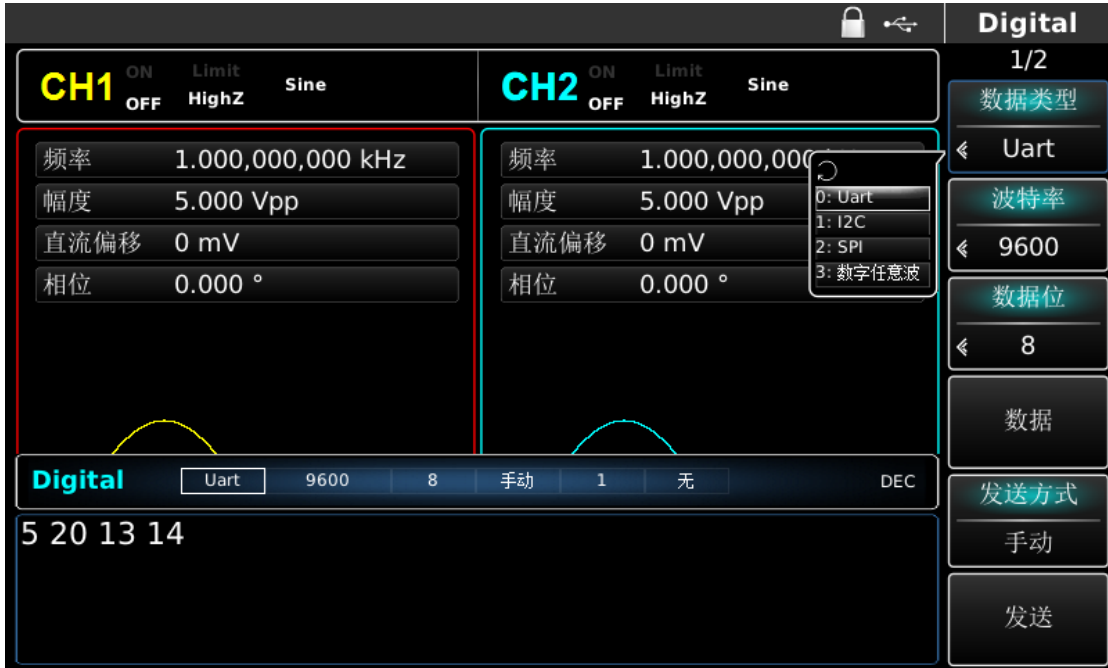 Digital
1/2
CH1 ON OFF Limit HighZ Sine
CH2 ON OFF Limit HighZ Sine
频率 1.000,000,000 kHz
幅度 5.000 Vpp
直流偏移 0 mV
相位 0.000 °
频率 1.000,000,000
幅度 5.000 Vpp
直流偏移 0 mV
相位 0.000 °
0: Uart
1: I2C
2: SPI
3: 数字任意波
数据类型
Uart
波特率
9600
数据位
8
数据
发送方式
手动
发送
Digital Uart 9600 8 手动 1 无 DEC
5 20 13 14